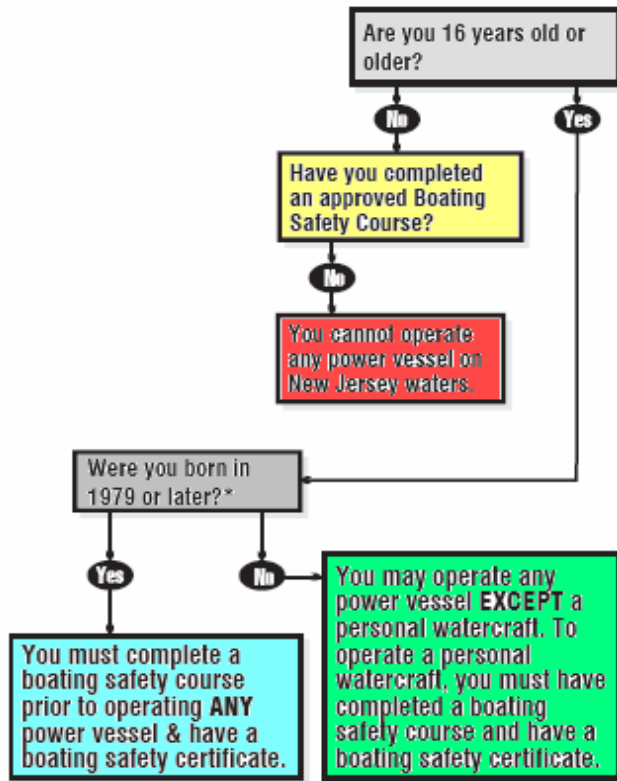 Are you 16 years old or
older?
No
Yes
Have you completed
an approved Boating
Safety Course?
No
You cannot operate
any power vessel on
New Jersey waters.
Were you born in
1979 or later?*
Yes
No
You must complete a
boating safety course
prior to operating ANY
power vessel & have a
boating safety certificate.
You may operate any
power vessel EXCEPT a
personal watercraft. To
operate a personal
watercraft, you must have
completed a boating
safety course and have a
boating safety certificate.